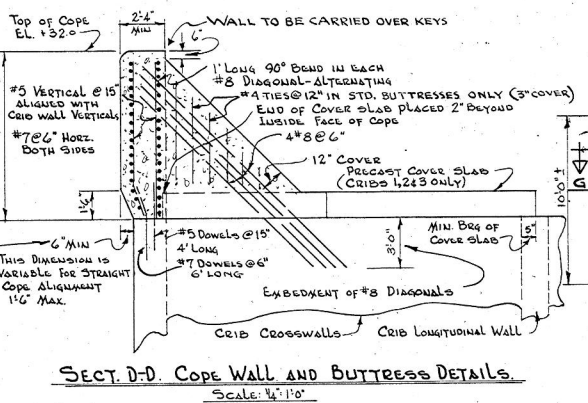 Top of Cope
EL. +32.0
2'-4"
MIN
6"
WALL TO BE CARRIED OVER KEYS
1' LONG 90° BEND IN EACH
#8 DIAGONAL-ALTERNATING
#4 TIES@12" IN STD. BUTTRESSES ONLY (3" COVER)
END OF COVER SLAB PLACED 2" BEYOND
INSIDE FACE OF COPE
4#8@6"
12" COVER
PRECAST COVER SLAB
(CRIBS 1,2&3 ONLY)
#5 VERTICAL @ 15"
ALIGNED WITH
CRIB WALL VERTICALS
#7@6" HORZ.
BOTH SIDES
1'-6"
6" MIN
THIS DIMENSION IS
VARIABLE FOR STRAIGHT
COPE ALIGNMENT
1'-6" MAX.
#5 DOWELS @ 15"
4' LONG
#7 DOWELS @ 6"
6' LONG
3'-0"
MIN. BRG OF
COVER SLAB
5"
10'-0" ±
G
EMBEDMENT OF #8 DIAGONALS
CRIB CROSSWALLS
CRIB LONGITUDINAL WALL
SECT. D-D. COPE WALL AND BUTTRESS DETAILS.
SCALE: ¼":1'-0"